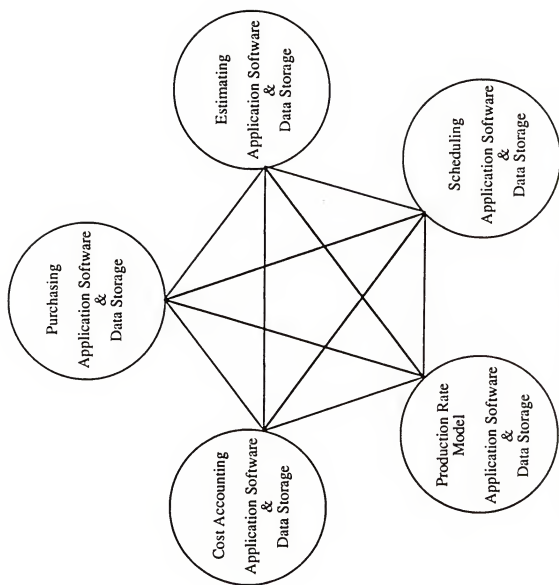 Purchasing
Application Software
&
Data Storage
Cost Accounting
Application Software
&
Data Storage
Estimating
Application Software
&
Data Storage
Production Rate
Model
Application Software
&
Data Storage
Scheduling
Application Software
&
Data Storage